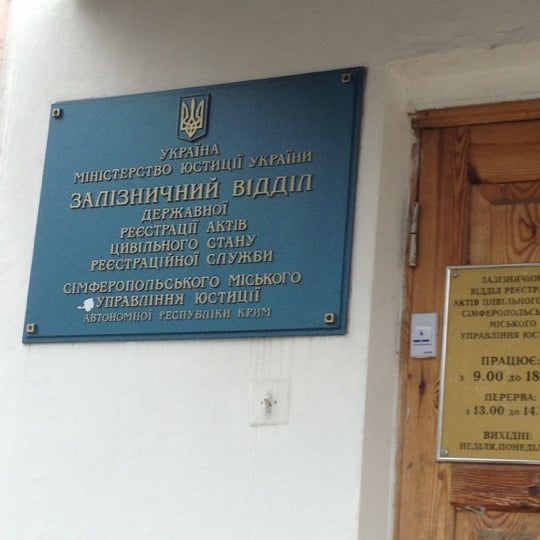 УКРАЇНА
МІНІСТЕРСТВО ЮСТИЦІЇ УКРАЇНИ
ЗАЛІЗНИЧНИЙ ВІДДІЛ
ДЕРЖАВНОЇ
РЕЄСТРАЦІЇ АКТІВ
ЦИВІЛЬНОГО СТАНУ
РЕЄСТРАЦІЙНОЇ СЛУЖБИ
СІМФЕРОПОЛЬСЬКОГО МІСЬКОГО
УПРАВЛІННЯ ЮСТИЦІЇ
АВТОНОМНОЇ РЕСПУБЛІКИ КРИМ
ЗАЛІЗНИЧНИ
ВІДДІЛ РЕЄСТ
АКТІВ ЦИВІЛЬНОГО
СІМФЕРОПОЛЬСЬК
МІСЬКОГО
УПРАВЛІННЯ ЮСТ
ПРАЦЮЄ:
з 9.00 до 18
ПЕРЕРВА:
з 13.00 до 14.
ВИХІДНІ:
НЕДІЛЯ, ПОНЕДІЛ